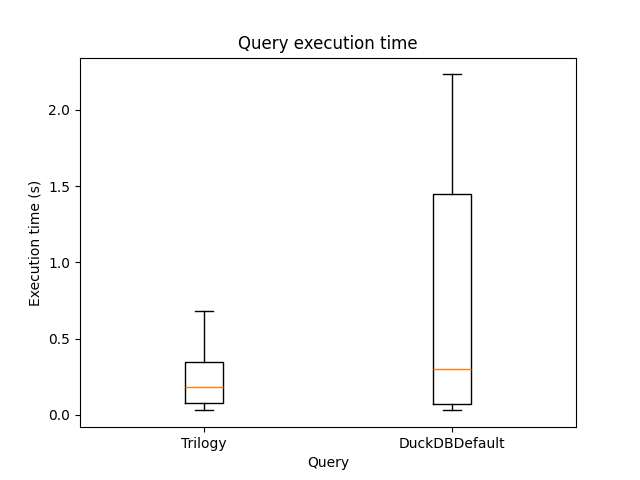 Query execution time
Execution time (s)
2.0
1.5
1.0
0.5
0.0
Trilogy
DuckDBDefault
Query